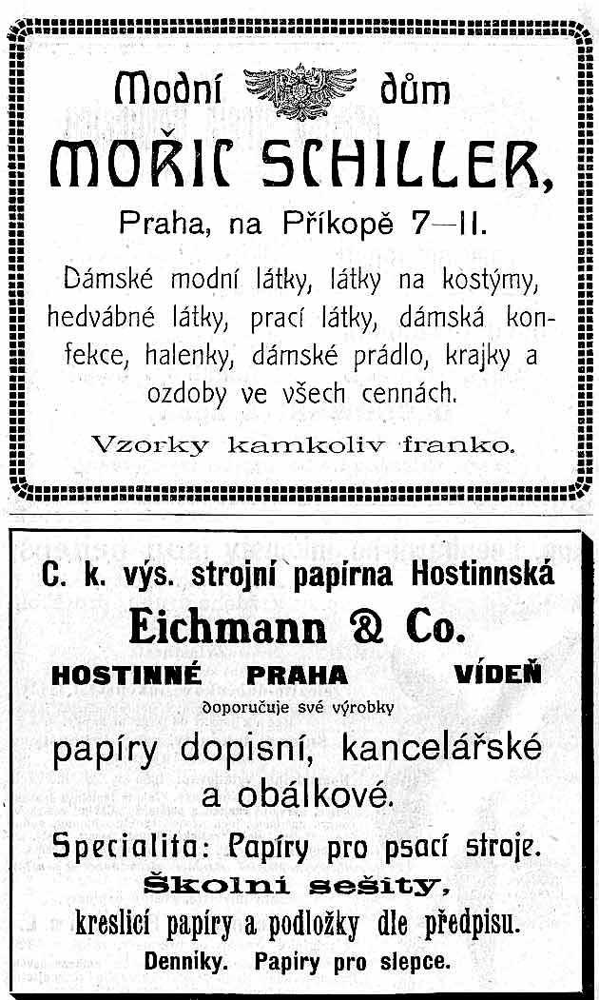 Modní dům
MOŘIC SCHILLER,
Praha, na Příkopě 7—II.
Dámské modní látky, látky na kostýmy,
hedvábné látky, prací látky, dámská kon-
fekce, halenky, dámské prádlo, krajky a
ozdoby ve všech cennách.
Vzorky kamkoliv franko.
C. k. výs. strojní papírna Hostinnská
Eichmann & Co.
HOSTINNÉ PRAHA VÍDEŇ
doporučuje své výrobky
papíry dopisní, kancelářské
a obálkové.
Specialita: Papíry pro psací stroje.
Školní sešity,
kreslicí papíry a podložky dle předpisu.
Denníky. Papiry pro slepce.